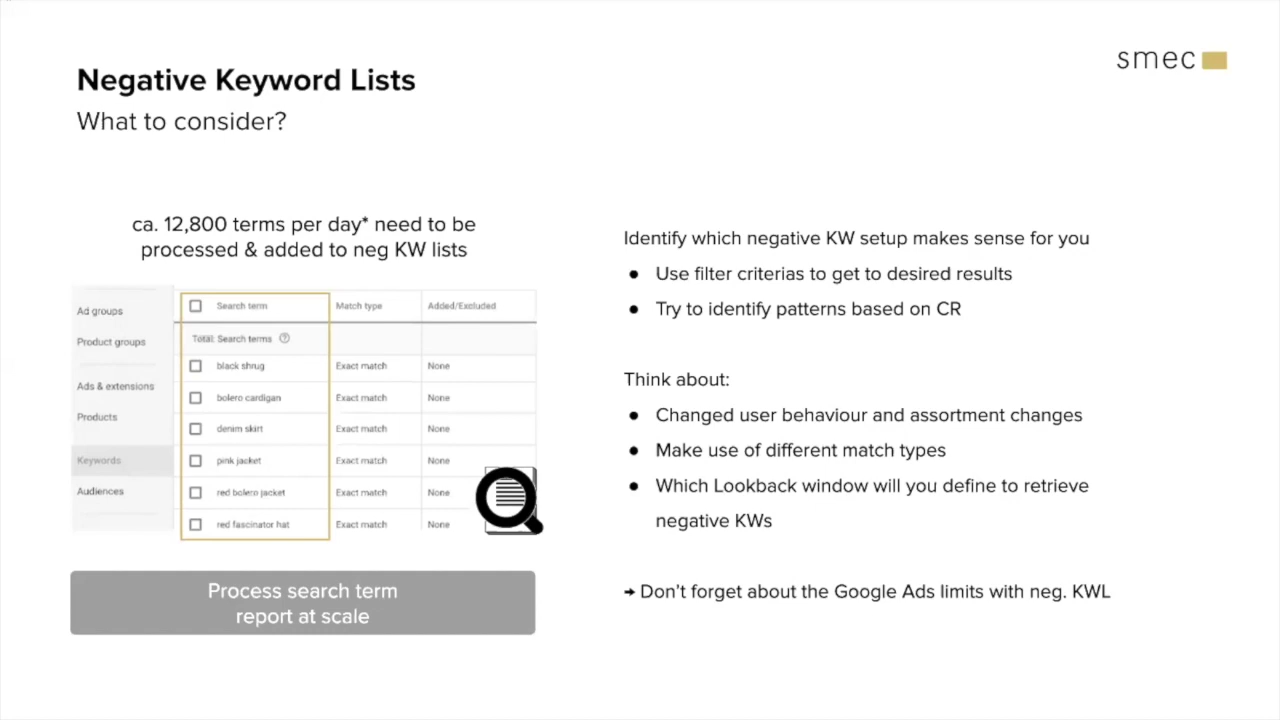 smec
Negative Keyword Lists
What to consider?
ca. 12,800 terms per day* need to be
processed & added to neg KW lists
Ad groups
Product groups
Ads & extensions
Products
Keywords
Audiences
Search term Match type Added/Excluded
Total: Search terms
black shrug Exact match None
bolero cardigan Exact match None
denim skirt Exact match None
pink jacket Exact match None
red bolero jacket Exact match None
red fascinator hat Exact match None
Process search term
report at scale
Identify which negative KW setup makes sense for you
● Use filter criterias to get to desired results
● Try to identify patterns based on CR
Think about:
● Changed user behaviour and assortment changes
● Make use of different match types
● Which Lookback window will you define to retrieve
negative KWs
→ Don't forget about the Google Ads limits with neg. KWL